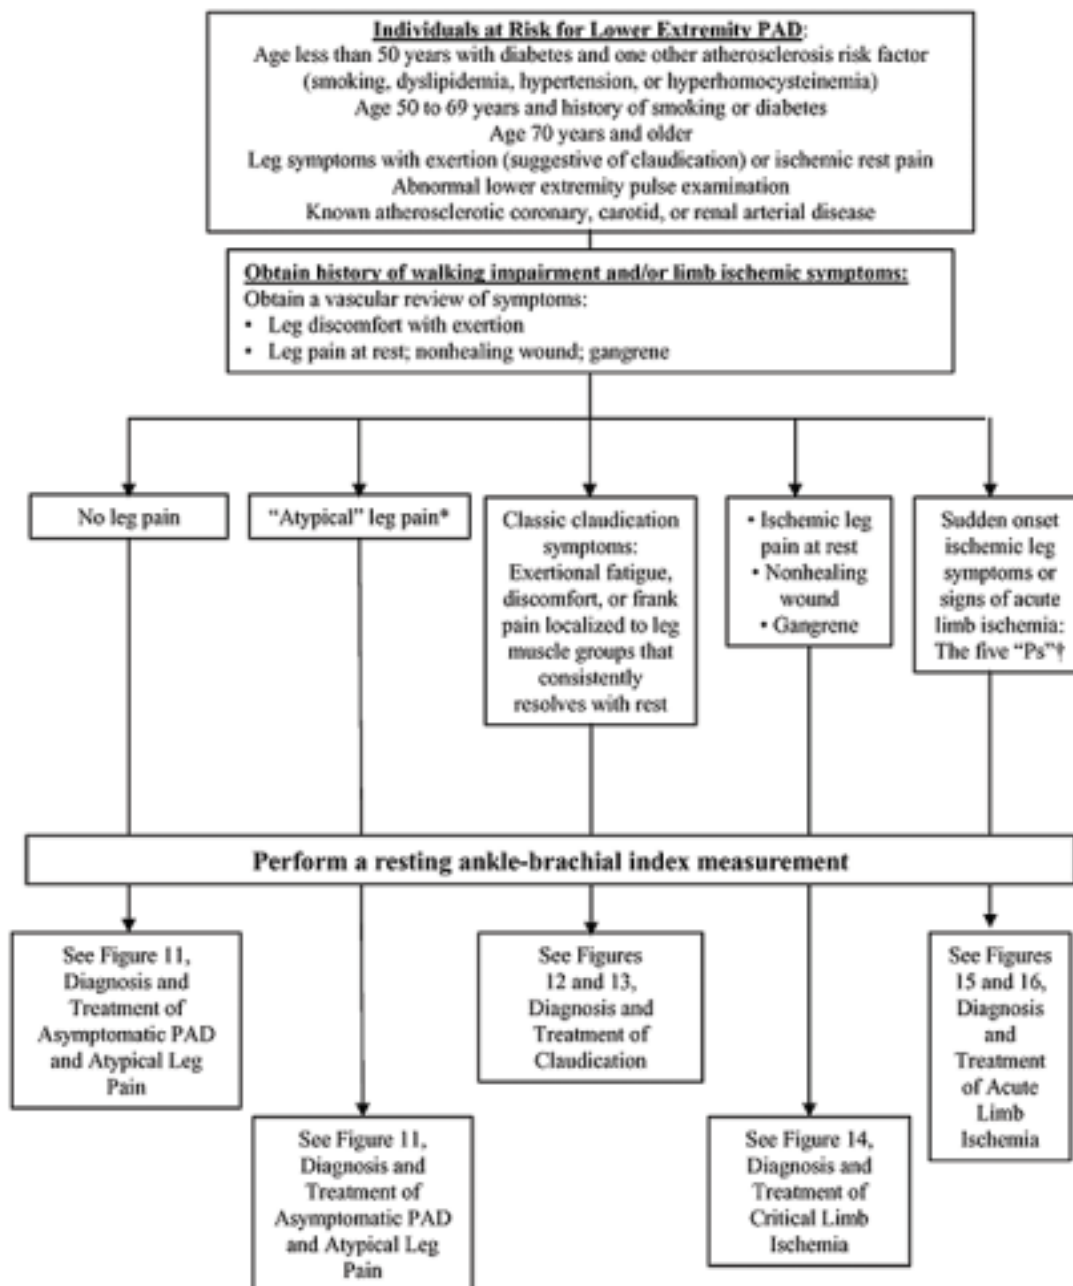 Individuals at Risk for Lower Extremity PAD:
Age less than 50 years with diabetes and one other atherosclerosis risk factor
(smoking, dyslipidemia, hypertension, or hyperhomocysteinemia)
Age 50 to 69 years and history of smoking or diabetes
Age 70 years and older
Leg symptoms with exertion (suggestive of claudication) or ischemic rest pain
Abnormal lower extremity pulse examination
Known atherosclerotic coronary, carotid, or renal arterial disease
Obtain history of walking impairment and/or limb ischemic symptoms:
Obtain a vascular review of symptoms:
• Leg discomfort with exertion
• Leg pain at rest; nonhealing wound; gangrene
No leg pain
“Atypical” leg pain*
Classic claudication
symptoms:
Exertional fatigue,
discomfort, or frank
pain localized to leg
muscle groups that
consistently
resolves with rest
• Ischemic leg
pain at rest
• Nonhealing
wound
• Gangrene
Sudden onset
ischemic leg
symptoms or
signs of acute
limb ischemia:
The five “Ps”†
Perform a resting ankle-brachial index measurement
See Figure 11,
Diagnosis and
Treatment of
Asymptomatic PAD
and Atypical Leg
Pain
See Figure 11,
Diagnosis and
Treatment of
Asymptomatic PAD
and Atypical Leg
Pain
See Figures
12 and 13,
Diagnosis and
Treatment of
Claudication
See Figure 14,
Diagnosis and
Treatment of
Critical Limb
Ischemia
See Figures
15 and 16,
Diagnosis
and
Treatment
of Acute
Limb
Ischemia